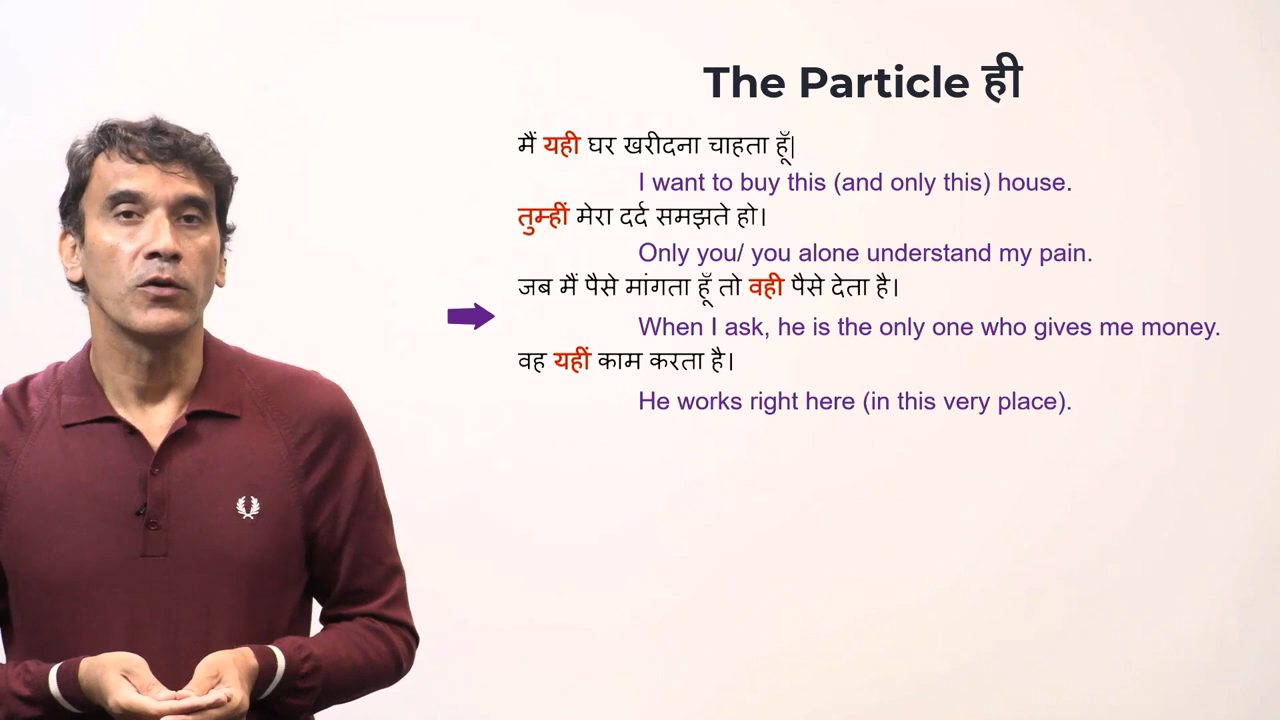 The Particle ही
मैं यही घर खरीदना चाहता हूँ|
I want to buy this (and only this) house.
तुम्हीं मेरा दर्द समझते हो।
Only you/ you alone understand my pain.
जब मैं पैसे मांगता हूँ तो वही पैसे देता है।
When I ask, he is the only one who gives me money.
वह यहीं काम करता है।
He works right here (in this very place).